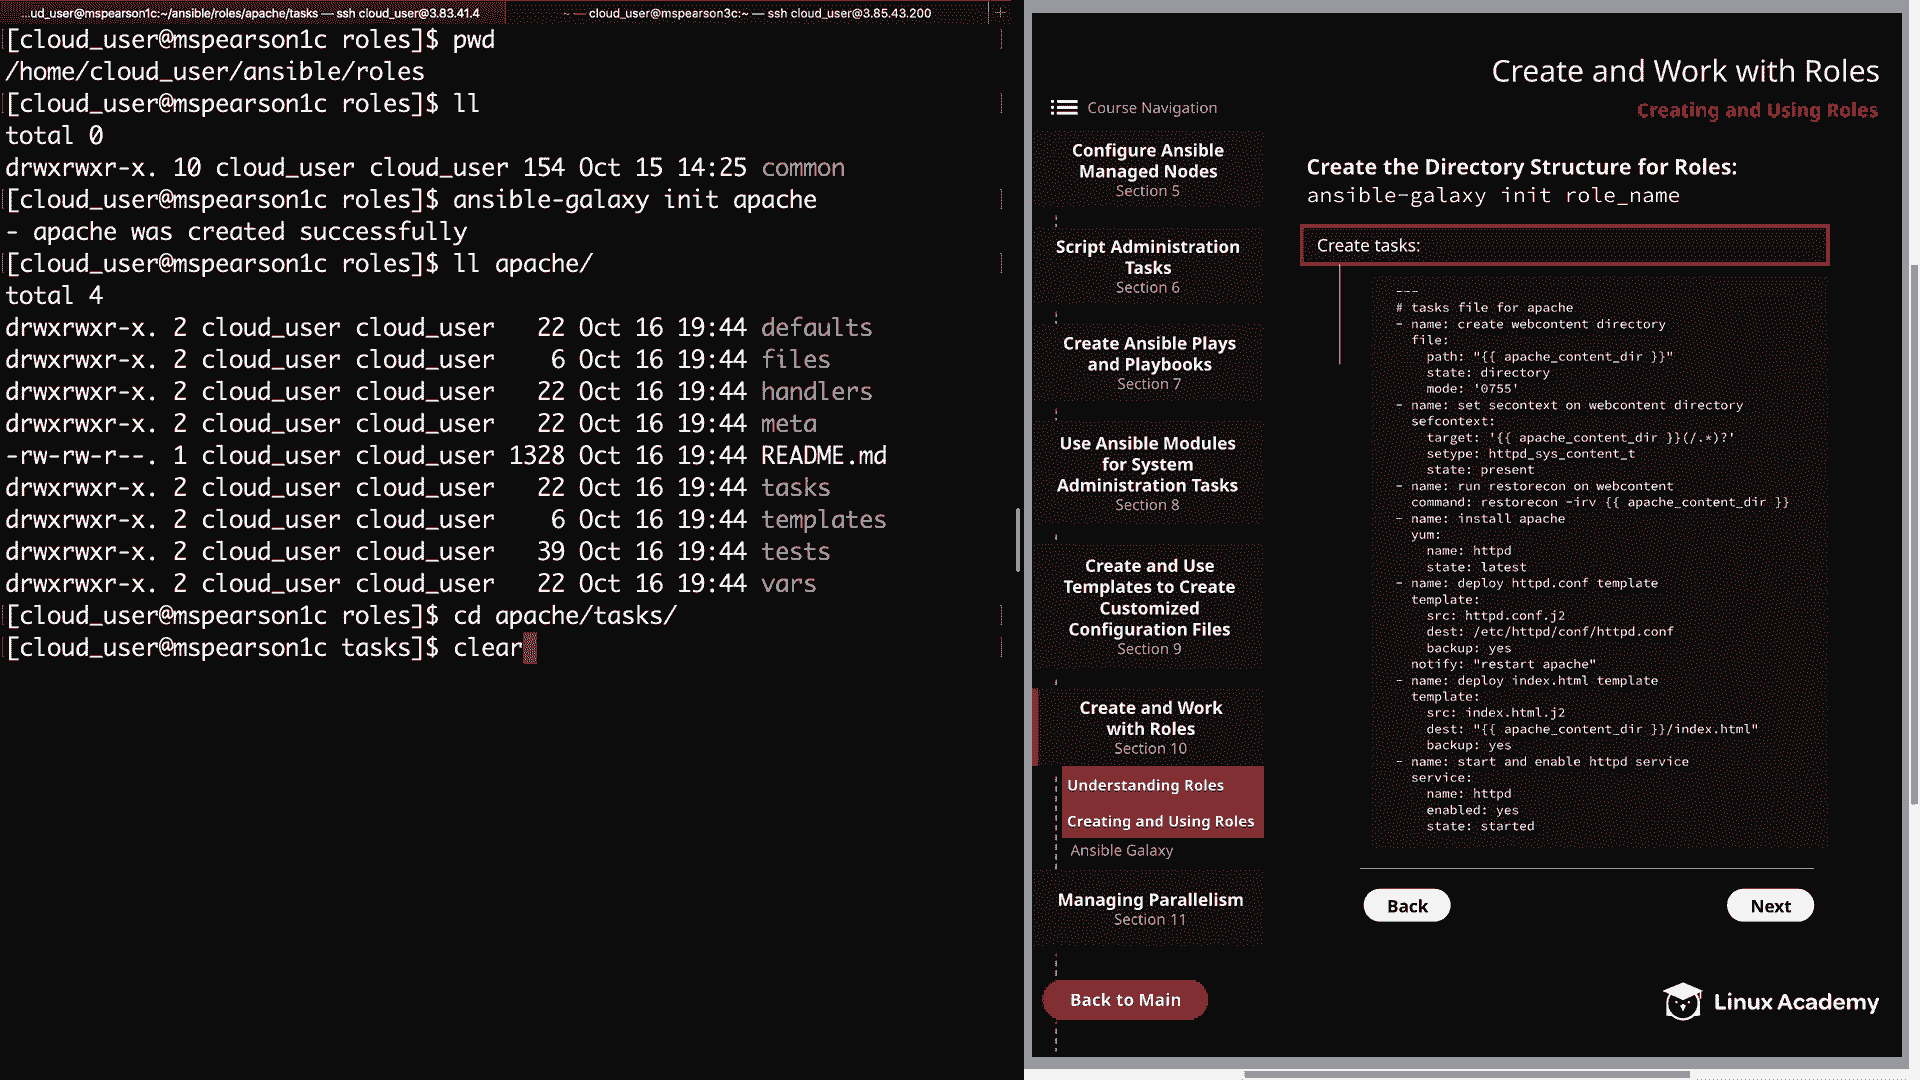 ...ud_user@mspearson1c:~/ansible/roles/apache/tasks — ssh cloud_user@3.83.41.4
~ — cloud_user@mspearson3c:~ — ssh cloud_user@3.85.43.200
[cloud_user@mspearson1c roles]$ pwd
/home/cloud_user/ansible/roles
[cloud_user@mspearson1c roles]$ ll
total 0
drwxrwxr-x. 10 cloud_user cloud_user 154 Oct 15 14:25 common
[cloud_user@mspearson1c roles]$ ansible-galaxy init apache
- apache was created successfully
[cloud_user@mspearson1c roles]$ ll apache/
total 4
drwxrwxr-x. 2 cloud_user cloud_user   22 Oct 16 19:44 defaults
drwxrwxr-x. 2 cloud_user cloud_user    6 Oct 16 19:44 files
drwxrwxr-x. 2 cloud_user cloud_user   22 Oct 16 19:44 handlers
drwxrwxr-x. 2 cloud_user cloud_user   22 Oct 16 19:44 meta
-rw-rw-r--. 1 cloud_user cloud_user 1328 Oct 16 19:44 README.md
drwxrwxr-x. 2 cloud_user cloud_user   22 Oct 16 19:44 tasks
drwxrwxr-x. 2 cloud_user cloud_user    6 Oct 16 19:44 templates
drwxrwxr-x. 2 cloud_user cloud_user   39 Oct 16 19:44 tests
drwxrwxr-x. 2 cloud_user cloud_user   22 Oct 16 19:44 vars
[cloud_user@mspearson1c roles]$ cd apache/tasks/
[cloud_user@mspearson1c tasks]$ clear
Create and Work with Roles
Creating and Using Roles
Course Navigation
Configure Ansible
Managed Nodes
Section 5
Script Administration
Tasks
Section 6
Create Ansible Plays
and Playbooks
Section 7
Use Ansible Modules
for System
Administration Tasks
Section 8
Create and Use
Templates to Create
Customized
Configuration Files
Section 9
Create and Work
with Roles
Section 10
Understanding Roles
Creating and Using Roles
Ansible Galaxy
Managing Parallelism
Section 11
Back to Main
Create the Directory Structure for Roles:
ansible-galaxy init role_name
Create tasks:
---
# tasks file for apache
- name: create webcontent directory
  file:
    path: "{{ apache_content_dir }}"
    state: directory
    mode: '0755'
- name: set secontext on webcontent directory
  sefcontext:
    target: '{{ apache_content_dir }}(/.*)?'
    setype: httpd_sys_content_t
    state: present
- name: run restorecon on webcontent
  command: restorecon -irv {{ apache_content_dir }}
- name: install apache
  yum:
    name: httpd
    state: latest
- name: deploy httpd.conf template
  template:
    src: httpd.conf.j2
    dest: /etc/httpd/conf/httpd.conf
    backup: yes
  notify: "restart apache"
- name: deploy index.html template
  template:
    src: index.html.j2
    dest: "{{ apache_content_dir }}/index.html"
    backup: yes
- name: start and enable httpd service
  service:
    name: httpd
    enabled: yes
    state: started
Back
Next
Linux Academy